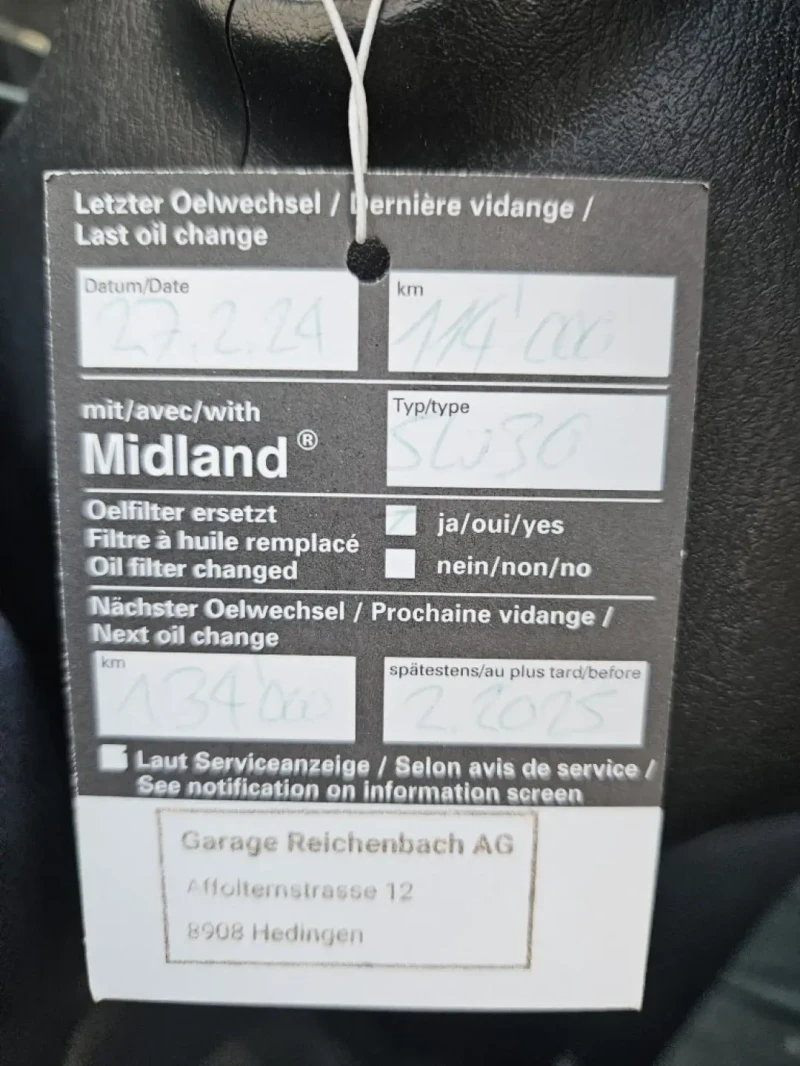 Letzter Oelwechsel / Dernière vidange /
Last oil change
Datum/Date
27.2.24
km
114'000
mit/avec/with
Midland®
Typ/type
5W30
Oelfilter ersetzt
Filtre à huile remplacé
Oil filter changed
ja/oui/yes
nein/non/no
Nächster Oelwechsel / Prochaine vidange /
Next oil change
km
134'000
spätestens/au plus tard/before
2.2025
Laut Serviceanzeige / Selon avis de service /
See notification on information screen
Garage Reichenbach AG
Affolternstrasse 12
8908 Hedingen